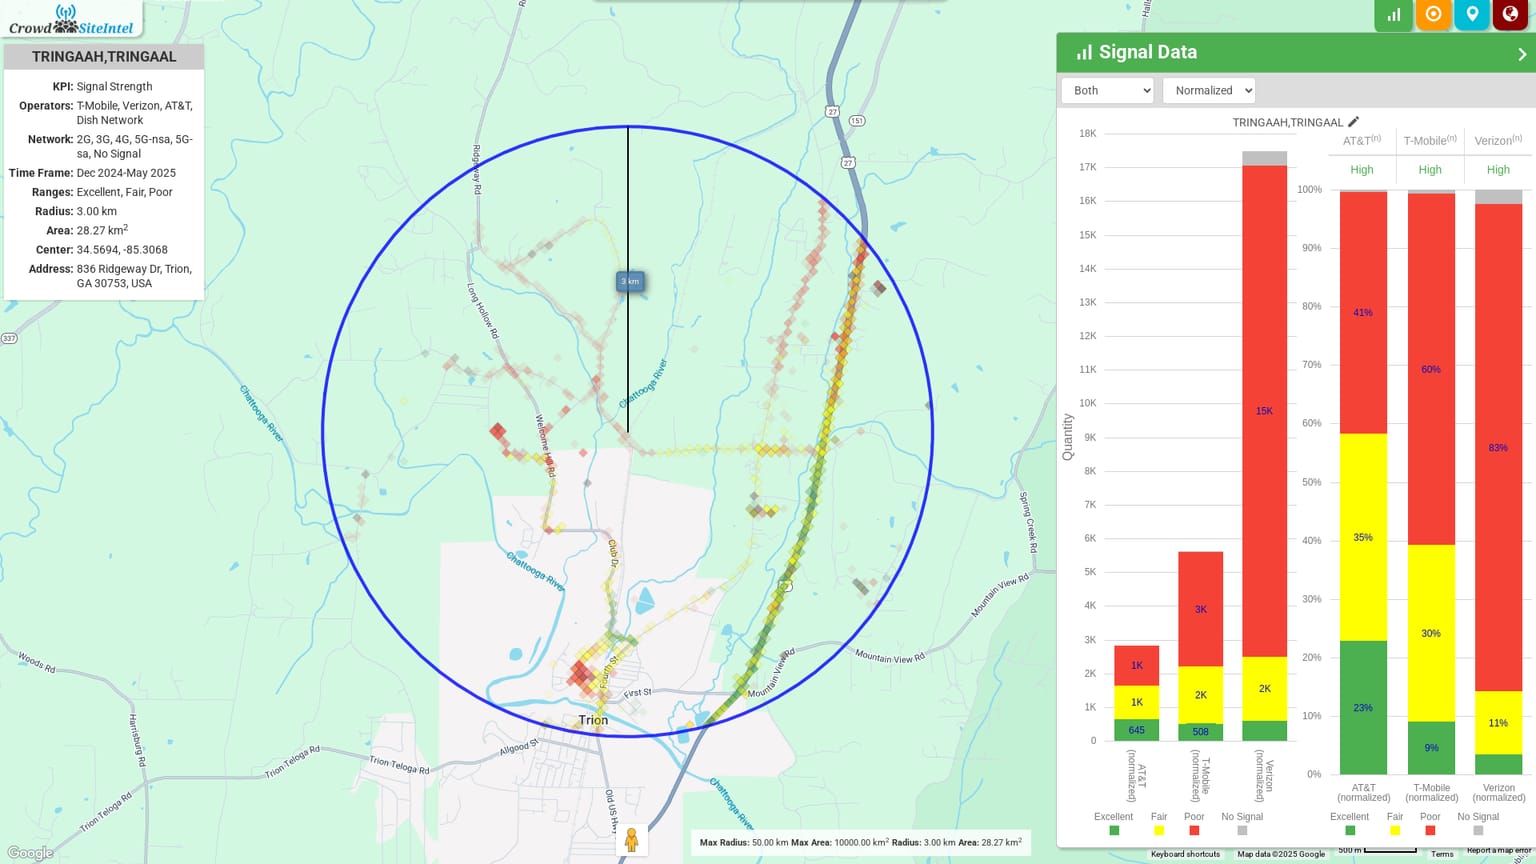 Crowd SiteIntel
TRINGAAH,TRINGAAL
KPI: Signal Strength
Operators: T-Mobile, Verizon, AT&T,
Dish Network
Network: 2G, 3G, 4G, 5G-nsa, 5G-
sa, No Signal
Time Frame: Dec 2024-May 2025
Ranges: Excellent, Fair, Poor
Radius: 3.00 km
Area: 28.27 km2
Center: 34.5694, -85.3068
Address: 836 Ridgeway Dr, Trion,
GA 30753, USA
337
27
151
27
Ridgeway Rd
3 km
Long Hollow Rd
Chattooga River
Chattooga River
Welcome Hill Rd
Club Dr
Chattooga River
Spring Creek Rd
Mountain View Rd
Mountain View Rd
Mountain View Rd
Woods Rd
Harrisburg Rd
Fourth St
First St
Trion
Allgood St
Trion Teloga Rd
Trion Teloga Rd
Trion Teloga Rd
Old US Hwy
Chattooga River
Google
Max Radius: 50.00 km Max Area: 10000.00 km2 Radius: 3.00 km Area: 28.27 km2
Signal Data
Both
Normalized
TRINGAAH,TRINGAAL
Quantity
18K
17K
16K
15K
14K
13K
12K
11K
10K
9K
8K
7K
6K
5K
4K
3K
2K
1K
0
1K
1K
645
3K
2K
508
15K
2K
AT&T
(normalized)
T-Mobile
(normalized)
Verizon
(normalized)
Excellent Fair Poor No Signal
AT&T(n) T-Mobile(n) Verizon(n)
High High High
100%
90%
80%
70%
60%
50%
40%
30%
20%
10%
0%
41%
35%
23%
60%
30%
9%
83%
11%
AT&T
(normalized)
T-Mobile
(normalized)
Verizon
(normalized)
Excellent Fair Poor No Signal
Keyboard shortcuts Map data ©2025 Google 500 m Terms Report a map error